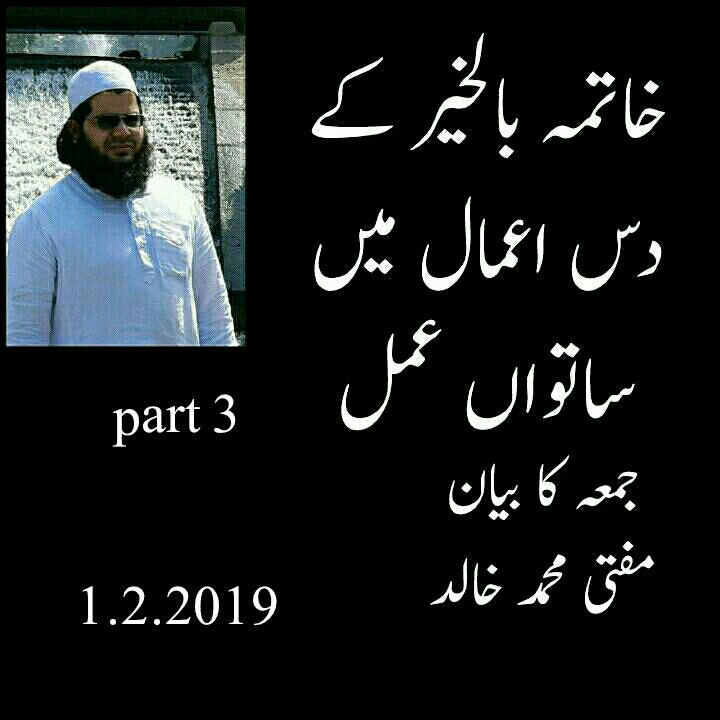 خاتمہ بالخیر کے
دس اعمال میں
ساتواں عمل
part 3
جمعہ کا بیان
مفتی محمد خالد
1.2.2019